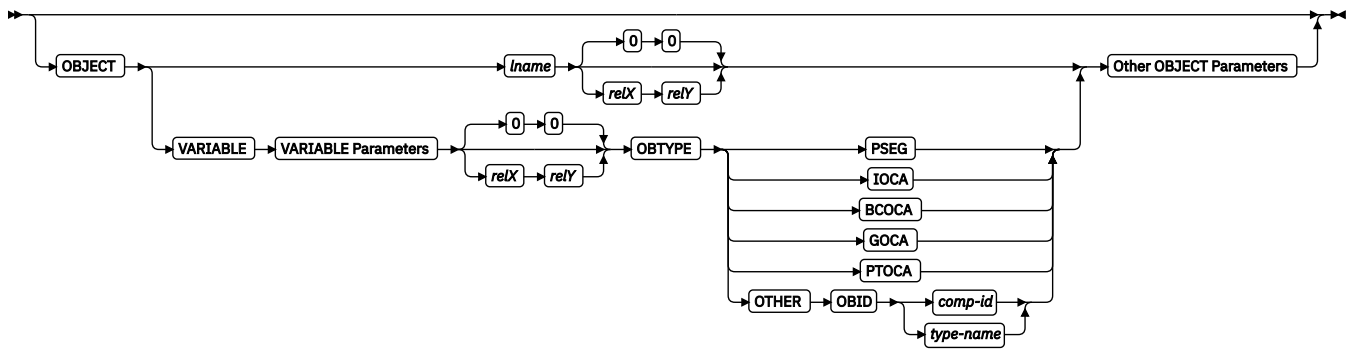 0 0
OBJECT lname Other OBJECT Parameters
relX relY
0 0
VARIABLE VARIABLE Parameters OBTYPE PSEG
relX relY
IOCA
BCOCA
GOCA
PTOCA
OTHER OBID comp-id
type-name